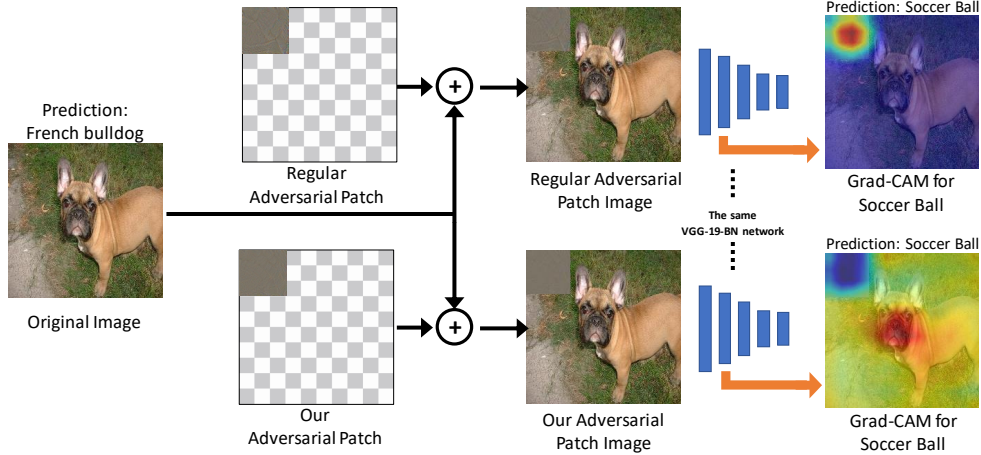 Prediction:
French bulldog
Original Image
Regular
Adversarial Patch
Our
Adversarial Patch
+
+
Regular Adversarial
Patch Image
Our Adversarial
Patch Image
The same
VGG-19-BN network
Prediction: Soccer Ball
Grad-CAM for
Soccer Ball
Prediction: Soccer Ball
Grad-CAM for
Soccer Ball